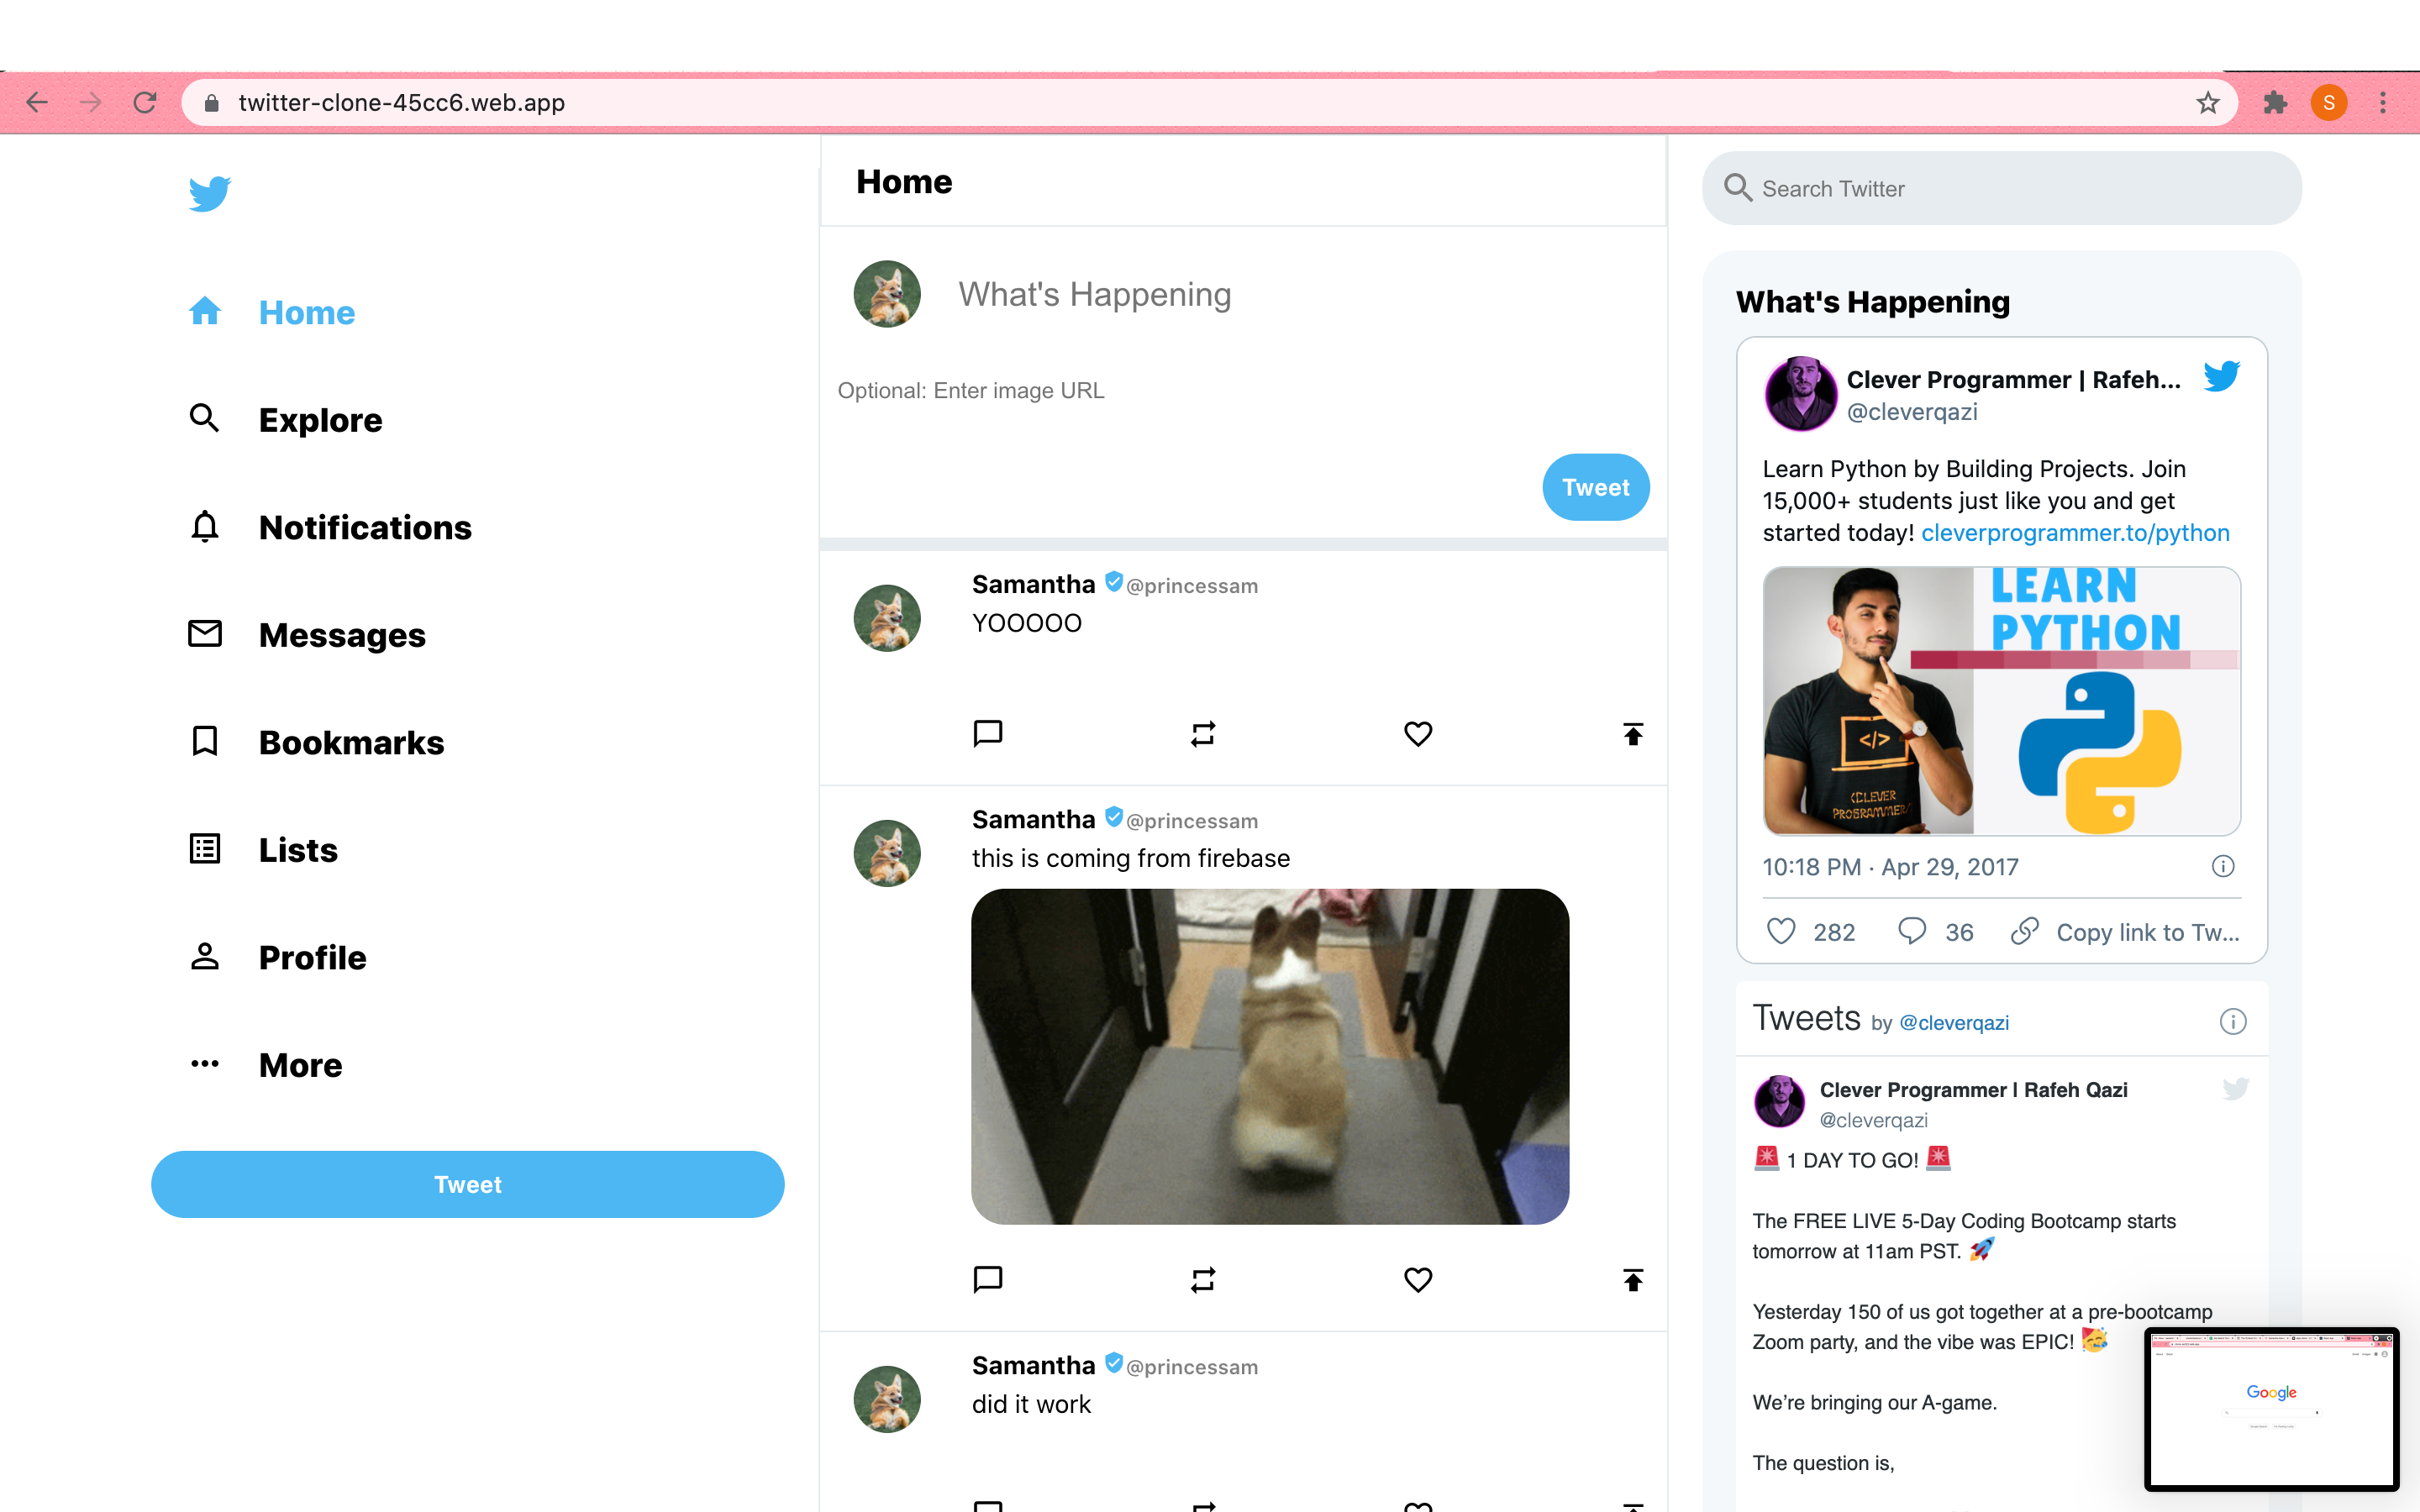 twitter-clone-45cc6.web.app
S
Home
Explore
Notifications
Messages
Bookmarks
Lists
Profile
More
Tweet
Home
What's Happening
Optional: Enter image URL
Tweet
Samantha @princessam
YOOOOO
Samantha @princessam
this is coming from firebase
Samantha @princessam
did it work
Search Twitter
What's Happening
Clever Programmer | Rafeh...
@cleverqazi
Learn Python by Building Projects. Join
15,000+ students just like you and get
started today! cleverprogrammer.to/python
LEARN
PYTHON
</>
<CLEVER
PROGRAMMER/>
10:18 PM · Apr 29, 2017
282 36 Copy link to Tw...
Tweets by @cleverqazi
Clever Programmer l Rafeh Qazi
@cleverqazi
🚨 1 DAY TO GO! 🚨
The FREE LIVE 5-Day Coding Bootcamp starts
tomorrow at 11am PST. 🚀
Yesterday 150 of us got together at a pre-bootcamp
Zoom party, and the vibe was EPIC! 🥳
We’re bringing our A-game.
The question is,
Google